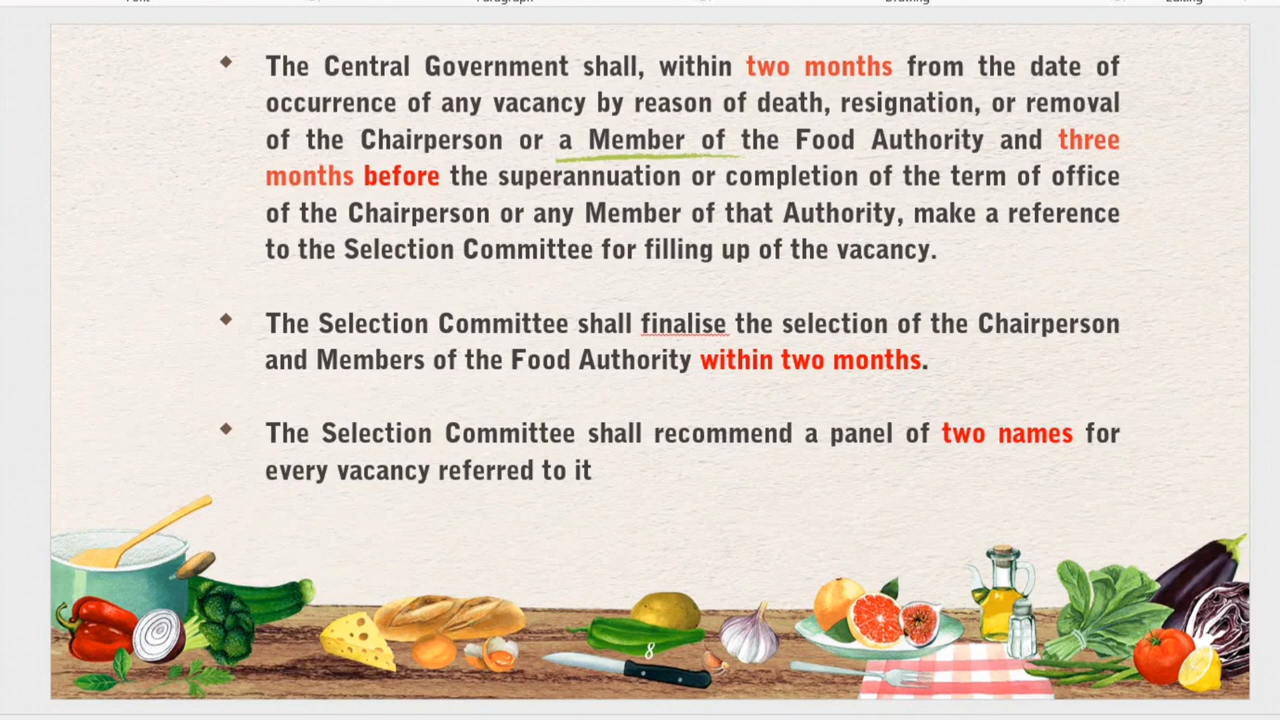 Font
Paragraph
Drawing
Editing
The Central Government shall, within two months from the date of
occurrence of any vacancy by reason of death, resignation, or removal
of the Chairperson or a Member of the Food Authority and three
months before the superannuation or completion of the term of office
of the Chairperson or any Member of that Authority, make a reference
to the Selection Committee for filling up of the vacancy.
The Selection Committee shall finalise the selection of the Chairperson
and Members of the Food Authority within two months.
The Selection Committee shall recommend a panel of two names for
every vacancy referred to it
8